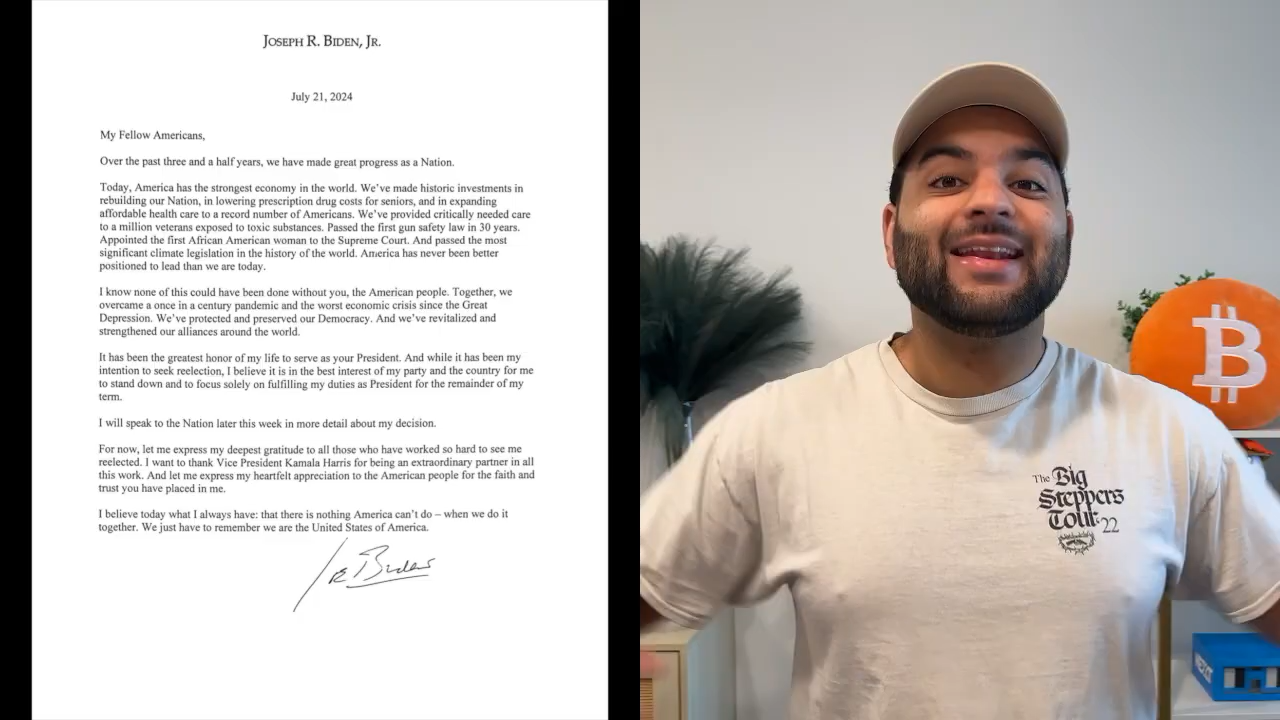 JOSEPH R. BIDEN, JR.
July 21, 2024
My Fellow Americans,
Over the past three and a half years, we have made great progress as a Nation.
Today, America has the strongest economy in the world. We've made historic investments in
rebuilding our Nation, in lowering prescription drug costs for seniors, and in expanding
affordable health care to a record number of Americans. We've provided critically needed care
to a million veterans exposed to toxic substances. Passed the first gun safety law in 30 years.
Appointed the first African American woman to the Supreme Court. And passed the most
significant climate legislation in the history of the world. America has never been better
positioned to lead than we are today.
I know none of this could have been done without you, the American people. Together, we
overcame a once in a century pandemic and the worst economic crisis since the Great
Depression. We've protected and preserved our Democracy. And we've revitalized and
strengthened our alliances around the world.
It has been the greatest honor of my life to serve as your President. And while it has been my
intention to seek reelection, I believe it is in the best interest of my party and the country for me
to stand down and to focus solely on fulfilling my duties as President for the remainder of my
term.
I will speak to the Nation later this week in more detail about my decision.
For now, let me express my deepest gratitude to all those who have worked so hard to see me
reelected. I want to thank Vice President Kamala Harris for being an extraordinary partner in all
this work. And let me express my heartfelt appreciation to the American people for the faith and
trust you have placed in me.
I believe today what I always have: that there is nothing America can't do – when we do it
together. We just have to remember we are the United States of America.
Joe Biden
The Big
Steppers
Tour
'22